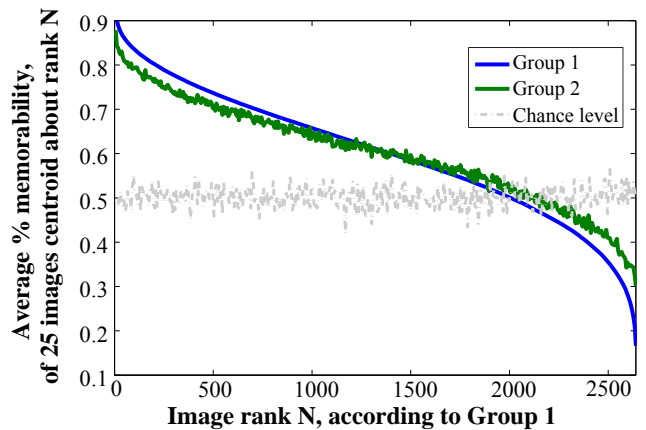 Average % memorability,
of 25 images centroid about rank N
0.9
0.8
0.7
0.6
0.5
0.4
0.3
0.2
0.1
Group 1
Group 2
Chance level
0 500 1000 1500 2000 2500
Image rank N, according to Group 1